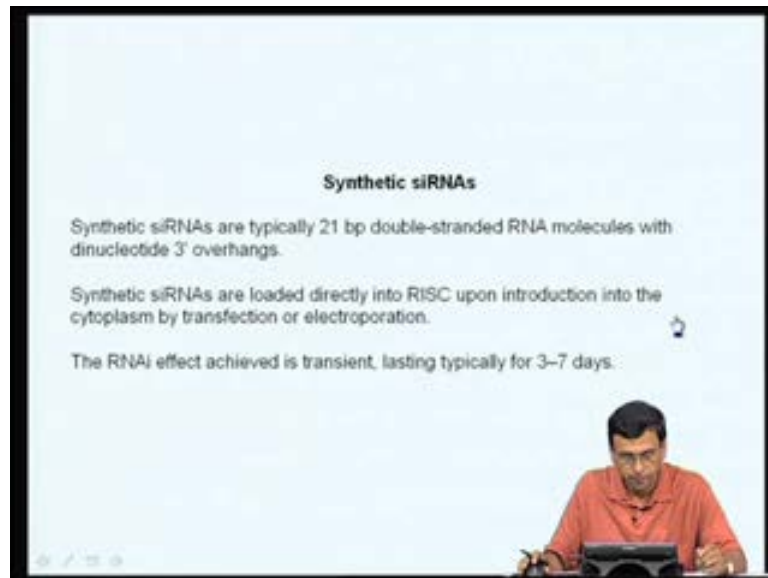 Synthetic siRNAs
Synthetic siRNAs are typically 21 bp double-stranded RNA molecules with
dinucleotide 3' overhangs.
Synthetic siRNAs are loaded directly into RISC upon introduction into the
cytoplasm by transfection or electroporation.
The RNAi effect achieved is transient, lasting typically for 3–7 days.